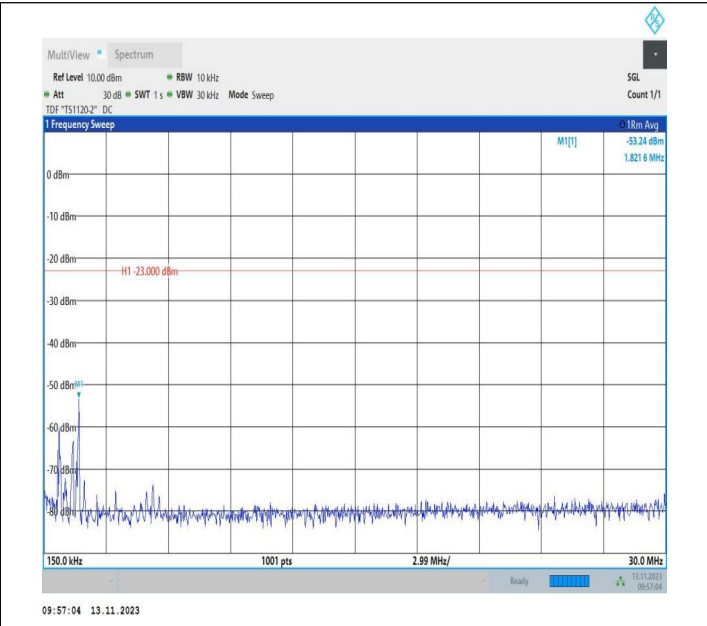 R&S
MultiView Spectrum
Ref Level 10.00 dBm RBW 10 kHz SGL
Att 30 dB SWT 1 s VBW 30 kHz Mode Sweep Count 1/1
TDF "TS1120-2" DC
1 Frequency Sweep 1Rm Avg
M1[1] -53.24 dBm
1.821 6 MHz
0 dBm
-10 dBm
-20 dBm
H1 -23.000 dBm
-30 dBm
-40 dBm
-50 dBm M1
-60 dBm
-70 dBm
-80 dBm
150.0 kHz 1001 pts 2.99 MHz/ 30.0 MHz
Ready 13.11.2023
09:57:04
09:57:04 13.11.2023